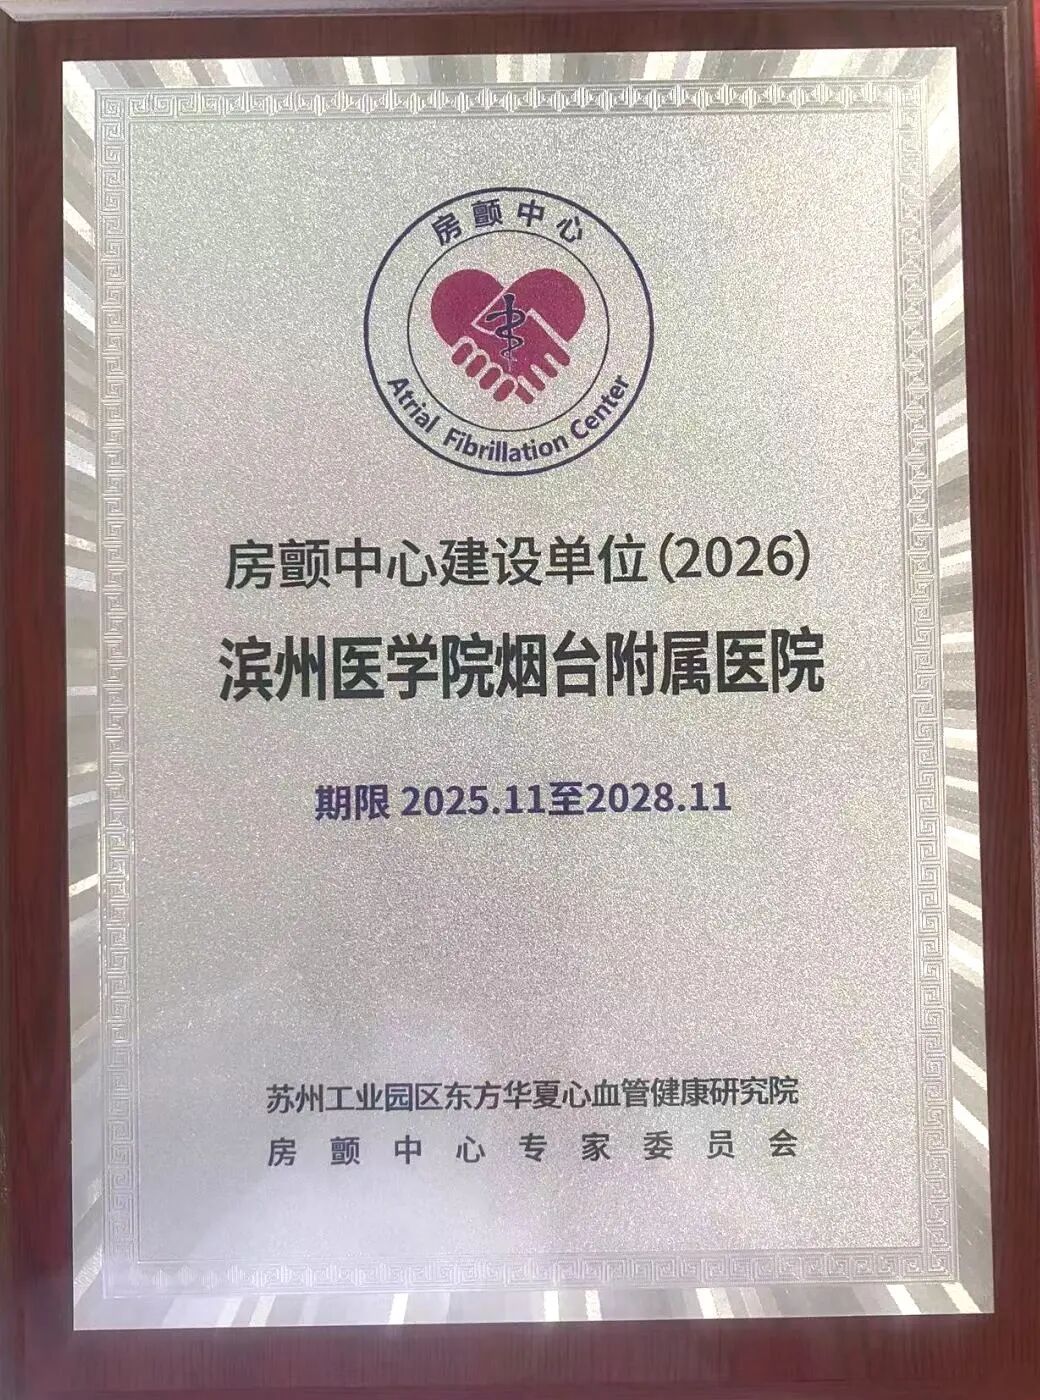 房颤中心
Atrial Fibrillation Center
房颤中心建设单位(2026)
滨州医学院烟台附属医院
期限 2025.11至2028.11
苏州工业园区东方华夏心血管健康研究院
房颤中心专家委员会